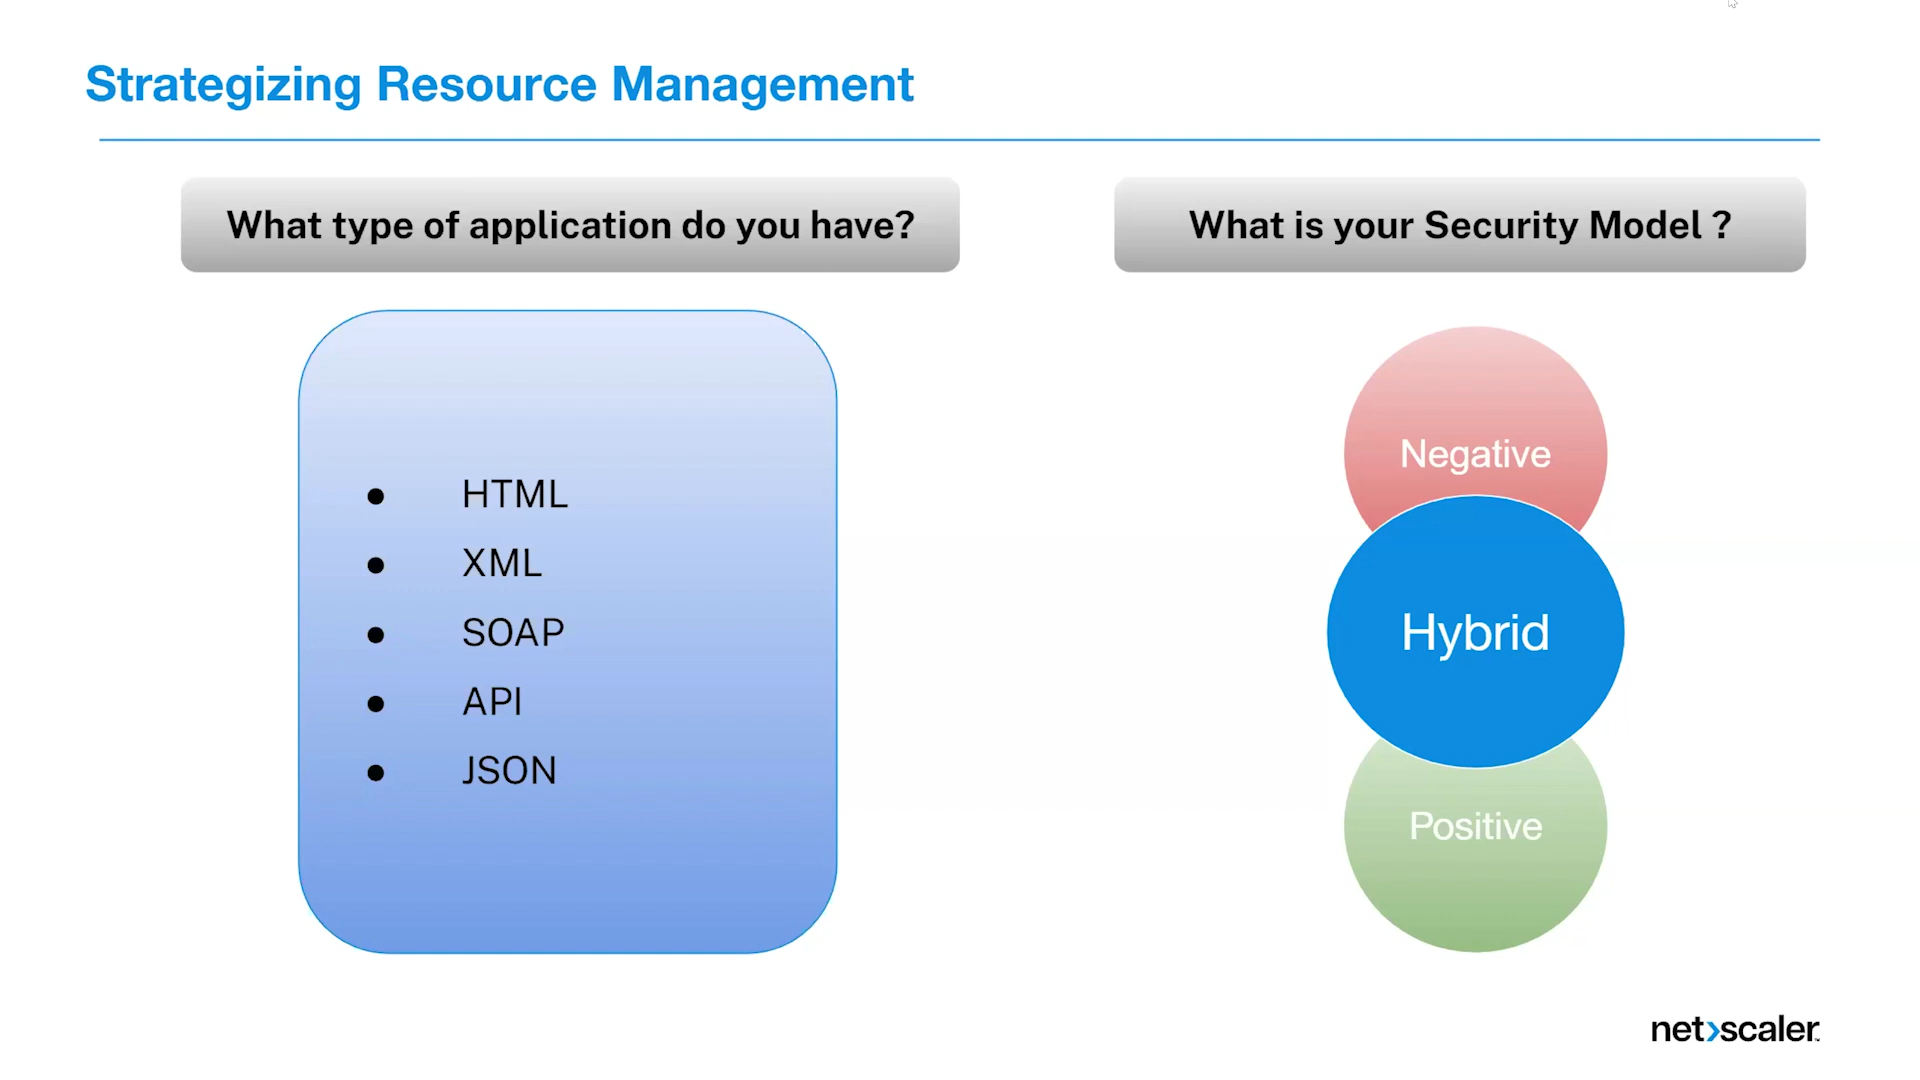 Strategizing Resource Management
What type of application do you have?
What is your Security Model ?
● HTML
● XML
● SOAP
● API
● JSON
Negative
Hybrid
Positive
net>scaler™